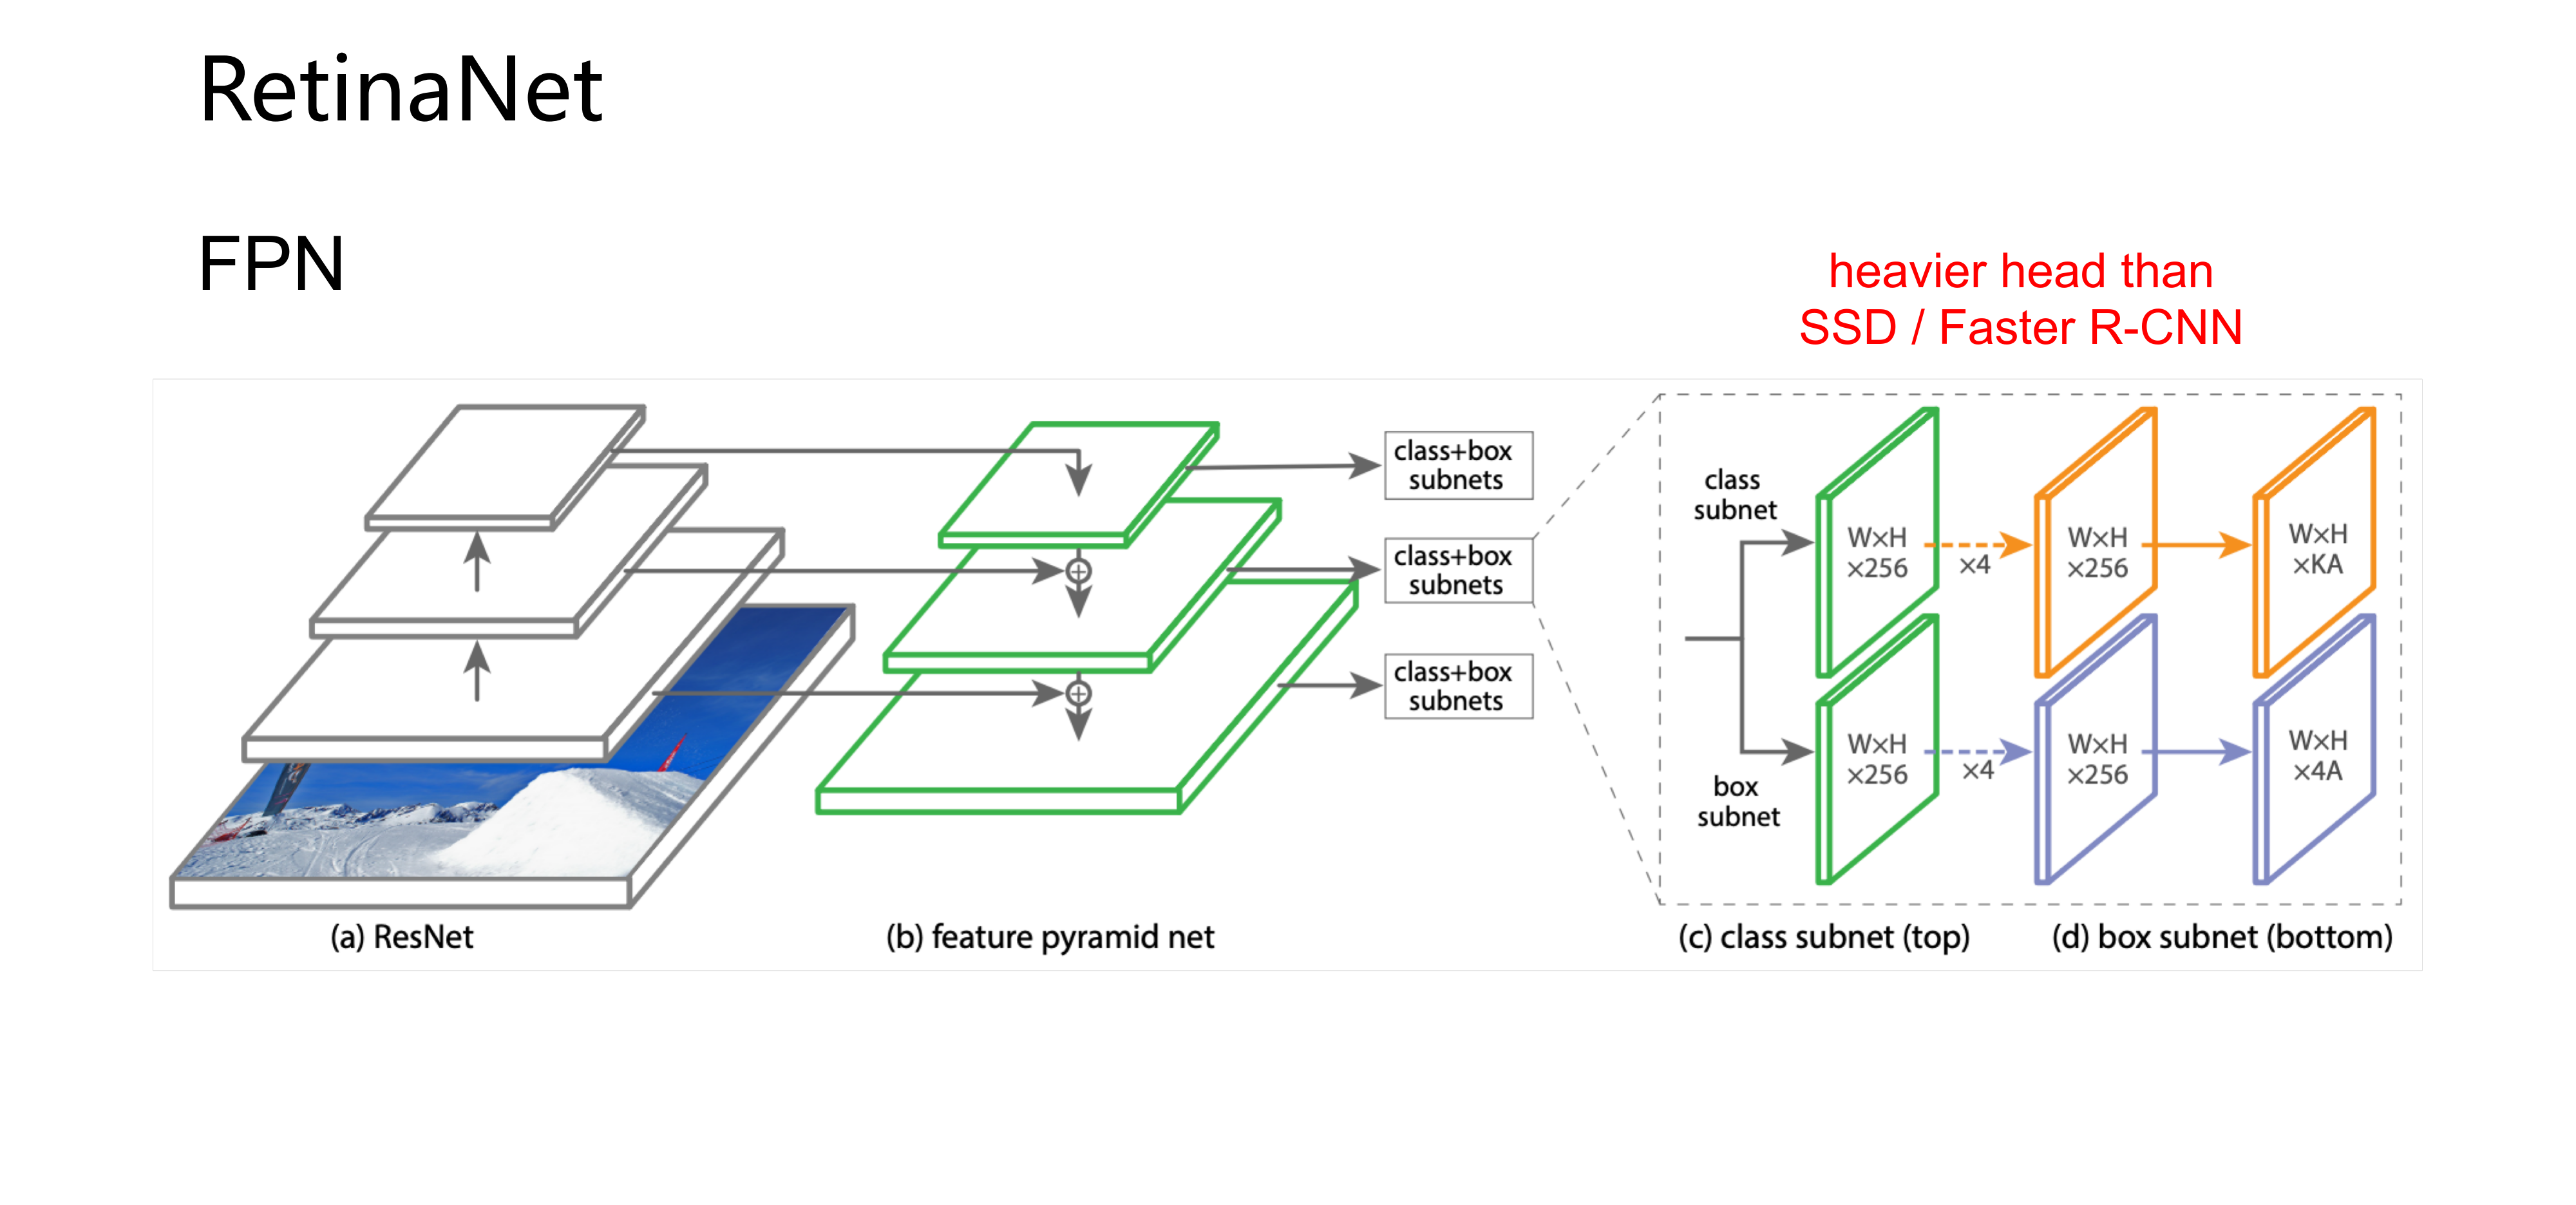 RetinaNet
FPN
heavier head than
SSD / Faster R-CNN
class+box
subnets
class+box
subnets
class+box
subnets
class
subnet
W×H
×256
×4
W×H
×256
W×H
×KA
box
subnet
W×H
×256
×4
W×H
×256
W×H
×4A
(a) ResNet
(b) feature pyramid net
(c) class subnet (top)
(d) box subnet (bottom)